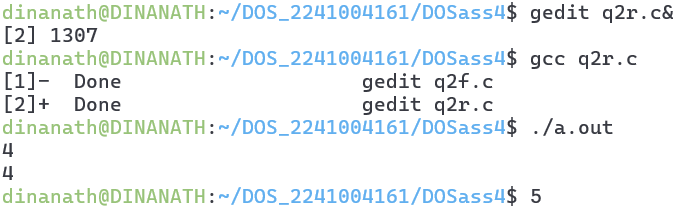 dinanath@DINANATH:~/DOS_2241004161/DOSass4$ gedit q2r.c&
[2] 1307
dinanath@DINANATH:~/DOS_2241004161/DOSass4$ gcc q2r.c
[1]-  Done                    gedit q2f.c
[2]+  Done                    gedit q2r.c
dinanath@DINANATH:~/DOS_2241004161/DOSass4$ ./a.out
4
4
dinanath@DINANATH:~/DOS_2241004161/DOSass4$ 5